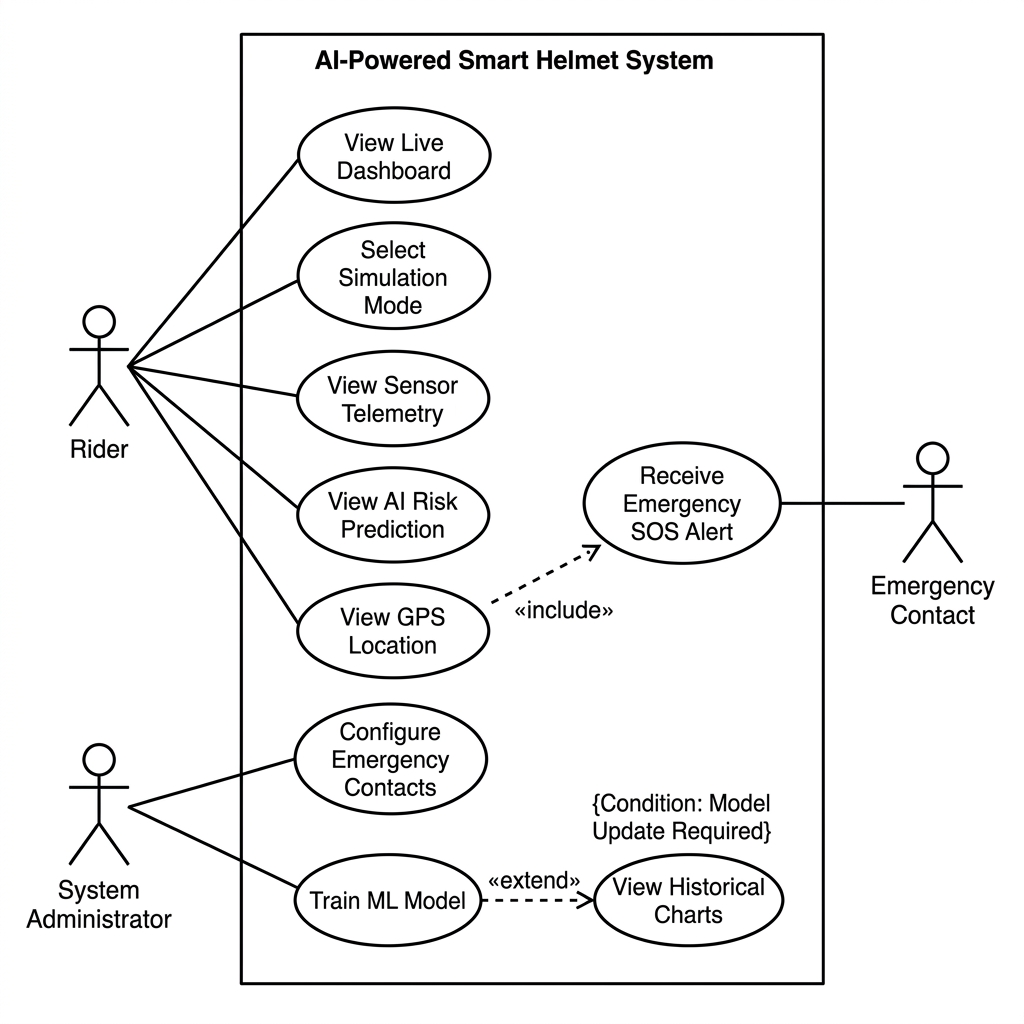 AI-Powered Smart Helmet System
View Live
Dashboard
Select
Simulation
Mode
View Sensor
Telemetry
Rider
View AI Risk
Prediction
Receive
Emergency
SOS Alert
Emergency
Contact
«include»
View GPS
Location
Configure
Emergency
Contacts
System
Administrator
{Condition: Model
Update Required}
Train ML Model
«extend»
View Historical
Charts